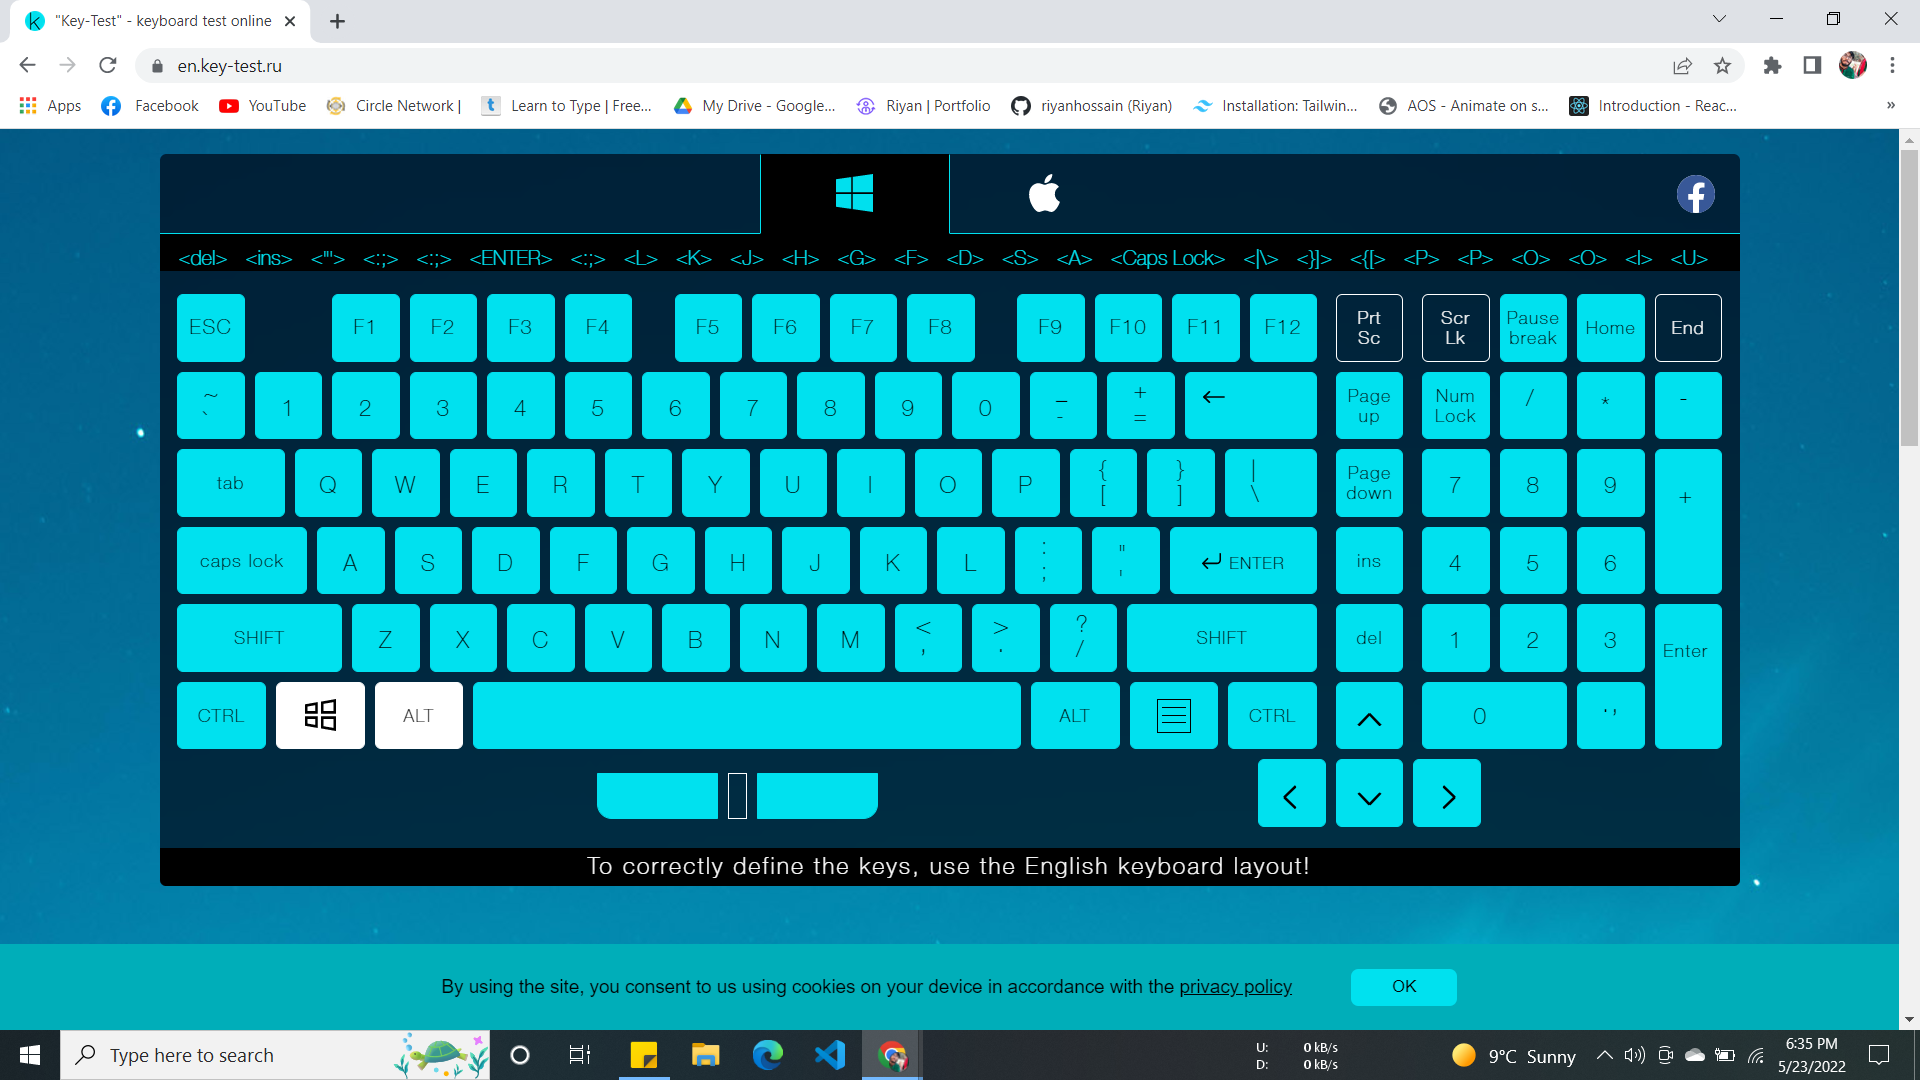 "Key-Test" - keyboard test online
en.key-test.ru
Apps Facebook YouTube Circle Network | Learn to Type | Free... My Drive - Google... Riyan | Portfolio riyanhossain (Riyan) Installation: Tailwin... AOS - Animate on s... Introduction - Reac... »
<del> <ins> <'"> <:;> <:;> <ENTER> <:;> <L> <K> <J> <H> <G> <F> <D> <S> <A> <Caps Lock> <|\> <}]> <{[> <P> <P> <O> <O> <I> <U>
ESC F1 F2 F3 F4 F5 F6 F7 F8 F9 F10 F11 F12 Prt Sc Scr Lk Pause break Home End
~ ` 1 2 3 4 5 6 7 8 9 0 _ - + = ← Page up Num Lock / * -
tab Q W E R T Y U I O P { [ } ] | \ Page down 7 8 9 +
caps lock A S D F G H J K L : ; " ' ↵ ENTER ins 4 5 6
SHIFT Z X C V B N M < , > . ? / SHIFT del 1 2 3 Enter
CTRL ALT ALT CTRL 0 . ,
To correctly define the keys, use the English keyboard layout!
By using the site, you consent to us using cookies on your device in accordance with the privacy policy OK
Type here to search
U: 0 kB/s
D: 0 kB/s
9°C Sunny
6:35 PM
5/23/2022